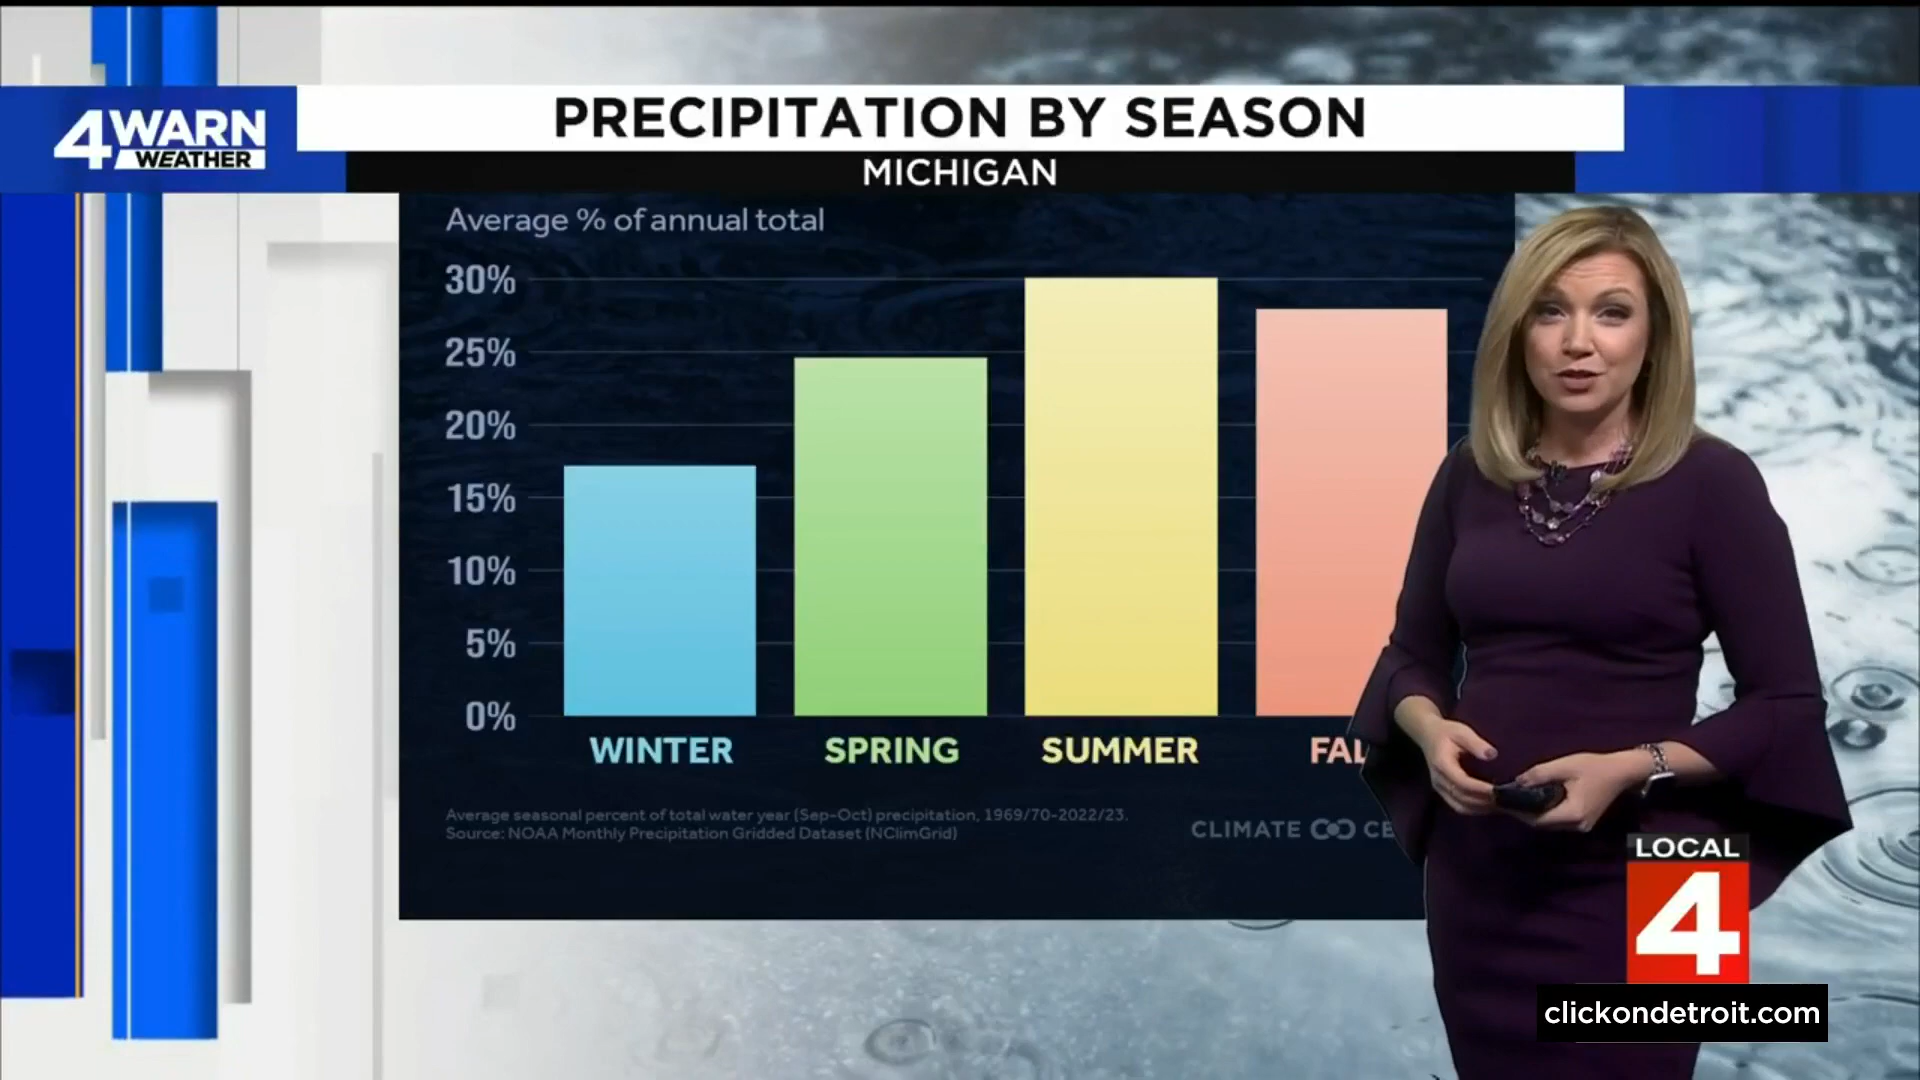 4WARN
WEATHER
PRECIPITATION BY SEASON
MICHIGAN
Average % of annual total
30%
25%
20%
15%
10%
5%
0%
WINTER SPRING SUMMER FAL
Average seasonal percent of total water year (Sep-Oct) precipitation, 1969/70-2022/23.
Source: NOAA Monthly Precipitation Gridded Dataset (NClimGrid)
CLIMATE CE
LOCAL
4
clickondetroit.com